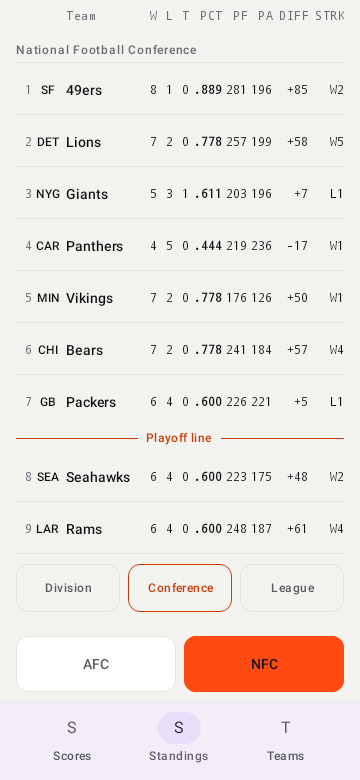 Team W L T PCT PF PA DIFF STRK
National Football Conference
1 SF 49ers 8 1 0 .889 281 196 +85 W2
2 DET Lions 7 2 0 .778 257 199 +58 W5
3 NYG Giants 5 3 1 .611 203 196 +7 L1
4 CAR Panthers 4 5 0 .444 219 236 -17 W1
5 MIN Vikings 7 2 0 .778 176 126 +50 W1
6 CHI Bears 7 2 0 .778 241 184 +57 W4
7 GB Packers 6 4 0 .600 226 221 +5 L1
Playoff line
8 SEA Seahawks 6 4 0 .600 223 175 +48 W2
9 LAR Rams 6 4 0 .600 248 187 +61 W4
Division Conference League
AFC NFC
S S T
Scores Standings Teams